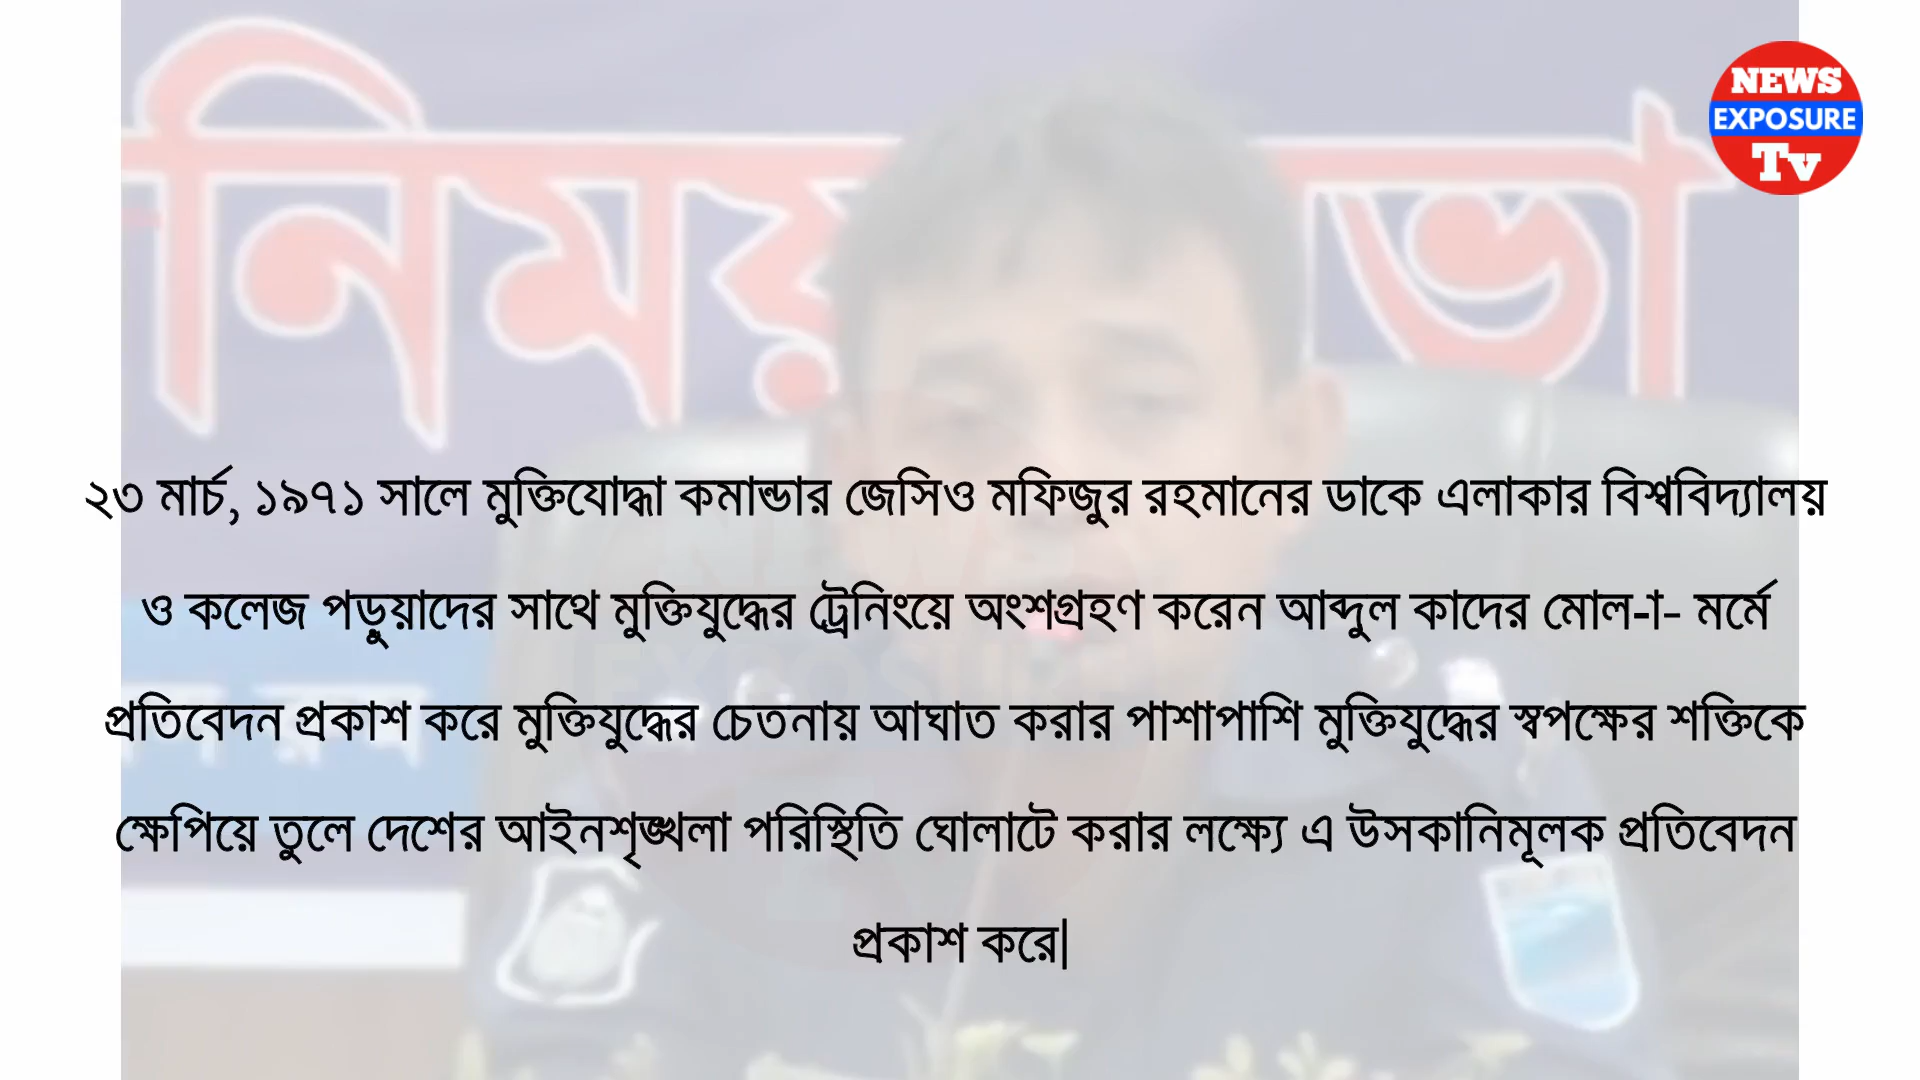 নিময় ভা
NEWS
EXPOSURE
Tv
২৩ মার্চ, ১৯৭১ সালে মুক্তিযোদ্ধা কমান্ডার জেসিও মফিজুর রহমানের ডাকে এলাকার বিশ্ববিদ্যালয়
ও কলেজ পড়ুয়াদের সাথে মুক্তিযুদ্ধের ট্রেনিংয়ে অংশগ্রহণ করেন আব্দুল কাদের মোল-া- মর্মে
প্রতিবেদন প্রকাশ করে মুক্তিযুদ্ধের চেতনায় আঘাত করার পাশাপাশি মুক্তিযুদ্ধের স্বপক্ষের শক্তিকে
ক্ষেপিয়ে তুলে দেশের আইনশৃঙ্খলা পরিস্থিতি ঘোলাটে করার লক্ষ্যে এ উসকানিমূলক প্রতিবেদন
প্রকাশ করে|